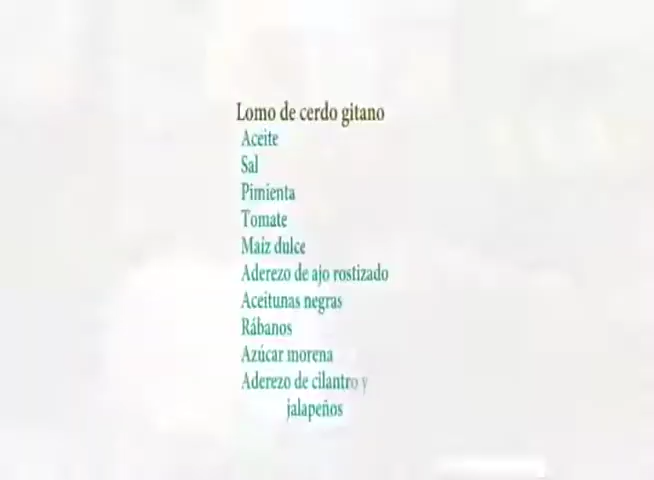 Lomo de cerdo gitano
Aceite
Sal
Pimienta
Tomate
Maiz dulce
Aderezo de ajo rostizado
Aceitunas negras
Rábanos
Azúcar morena
Aderezo de cilantro y
jalapeños